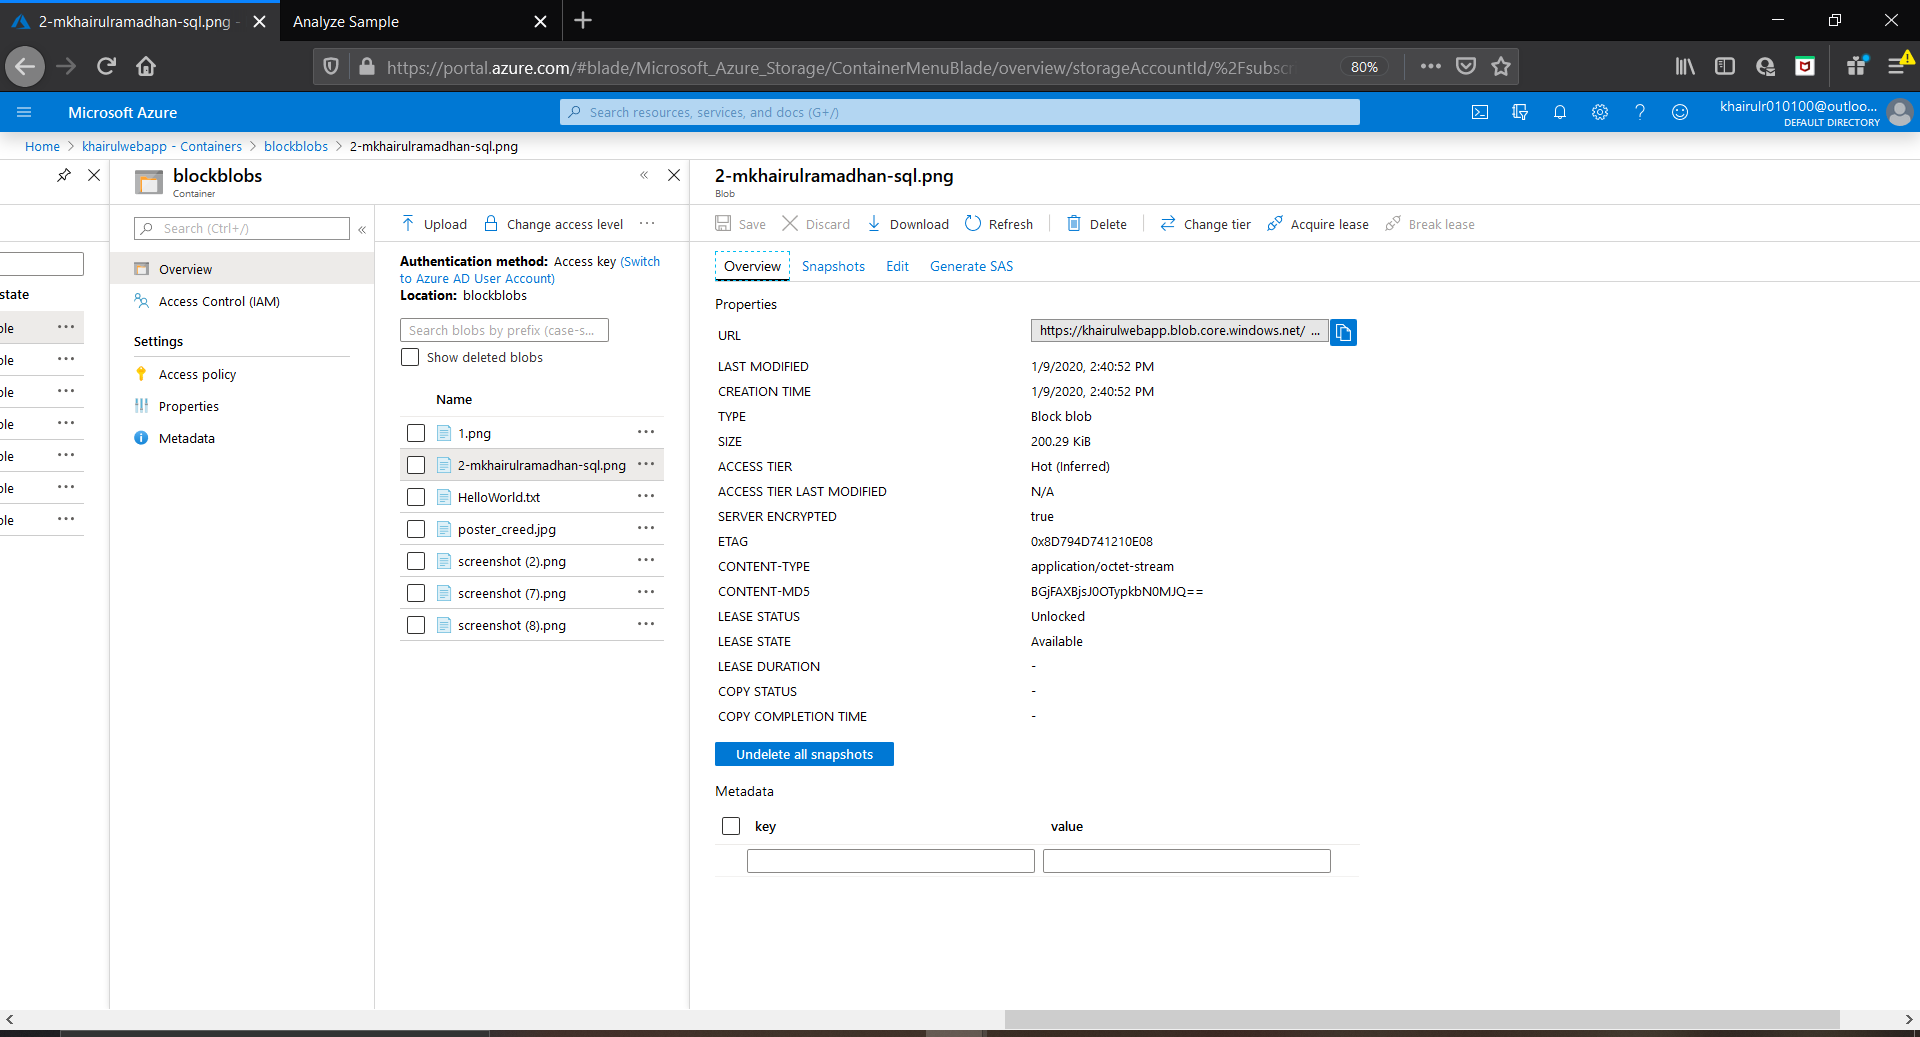 2-mkhairulramadhan-sql.png -
Analyze Sample
https://portal.azure.com/#blade/Microsoft_Azure_Storage/ContainerMenuBlade/overview/storageAccountId/%2Fsubscr
80%
Microsoft Azure
Search resources, services, and docs (G+/)
khairulr010100@outloo...
DEFAULT DIRECTORY
Home > khairulwebapp - Containers > blockblobs > 2-mkhairulramadhan-sql.png
state
ble
ble
ble
ble
ble
ble
ble
blockblobs
Container
Search (Ctrl+/)
Overview
Access Control (IAM)
Settings
Access policy
Properties
Metadata
Upload
Change access level
Authentication method: Access key (Switch
to Azure AD User Account)
Location: blockblobs
Search blobs by prefix (case-s...
Show deleted blobs
Name
1.png
2-mkhairulramadhan-sql.png
HelloWorld.txt
poster_creed.jpg
screenshot (2).png
screenshot (7).png
screenshot (8).png
2-mkhairulramadhan-sql.png
Blob
Save Discard Download Refresh Delete Change tier Acquire lease Break lease
Overview Snapshots Edit Generate SAS
Properties
URL https://khairulwebapp.blob.core.windows.net/ ...
LAST MODIFIED 1/9/2020, 2:40:52 PM
CREATION TIME 1/9/2020, 2:40:52 PM
TYPE Block blob
SIZE 200.29 KiB
ACCESS TIER Hot (Inferred)
ACCESS TIER LAST MODIFIED N/A
SERVER ENCRYPTED true
ETAG 0x8D794D741210E08
CONTENT-TYPE application/octet-stream
CONTENT-MD5 BGjFAXBjsJ0OTypkbN0MJQ==
LEASE STATUS Unlocked
LEASE STATE Available
LEASE DURATION -
COPY STATUS -
COPY COMPLETION TIME -
Undelete all snapshots
Metadata
key value